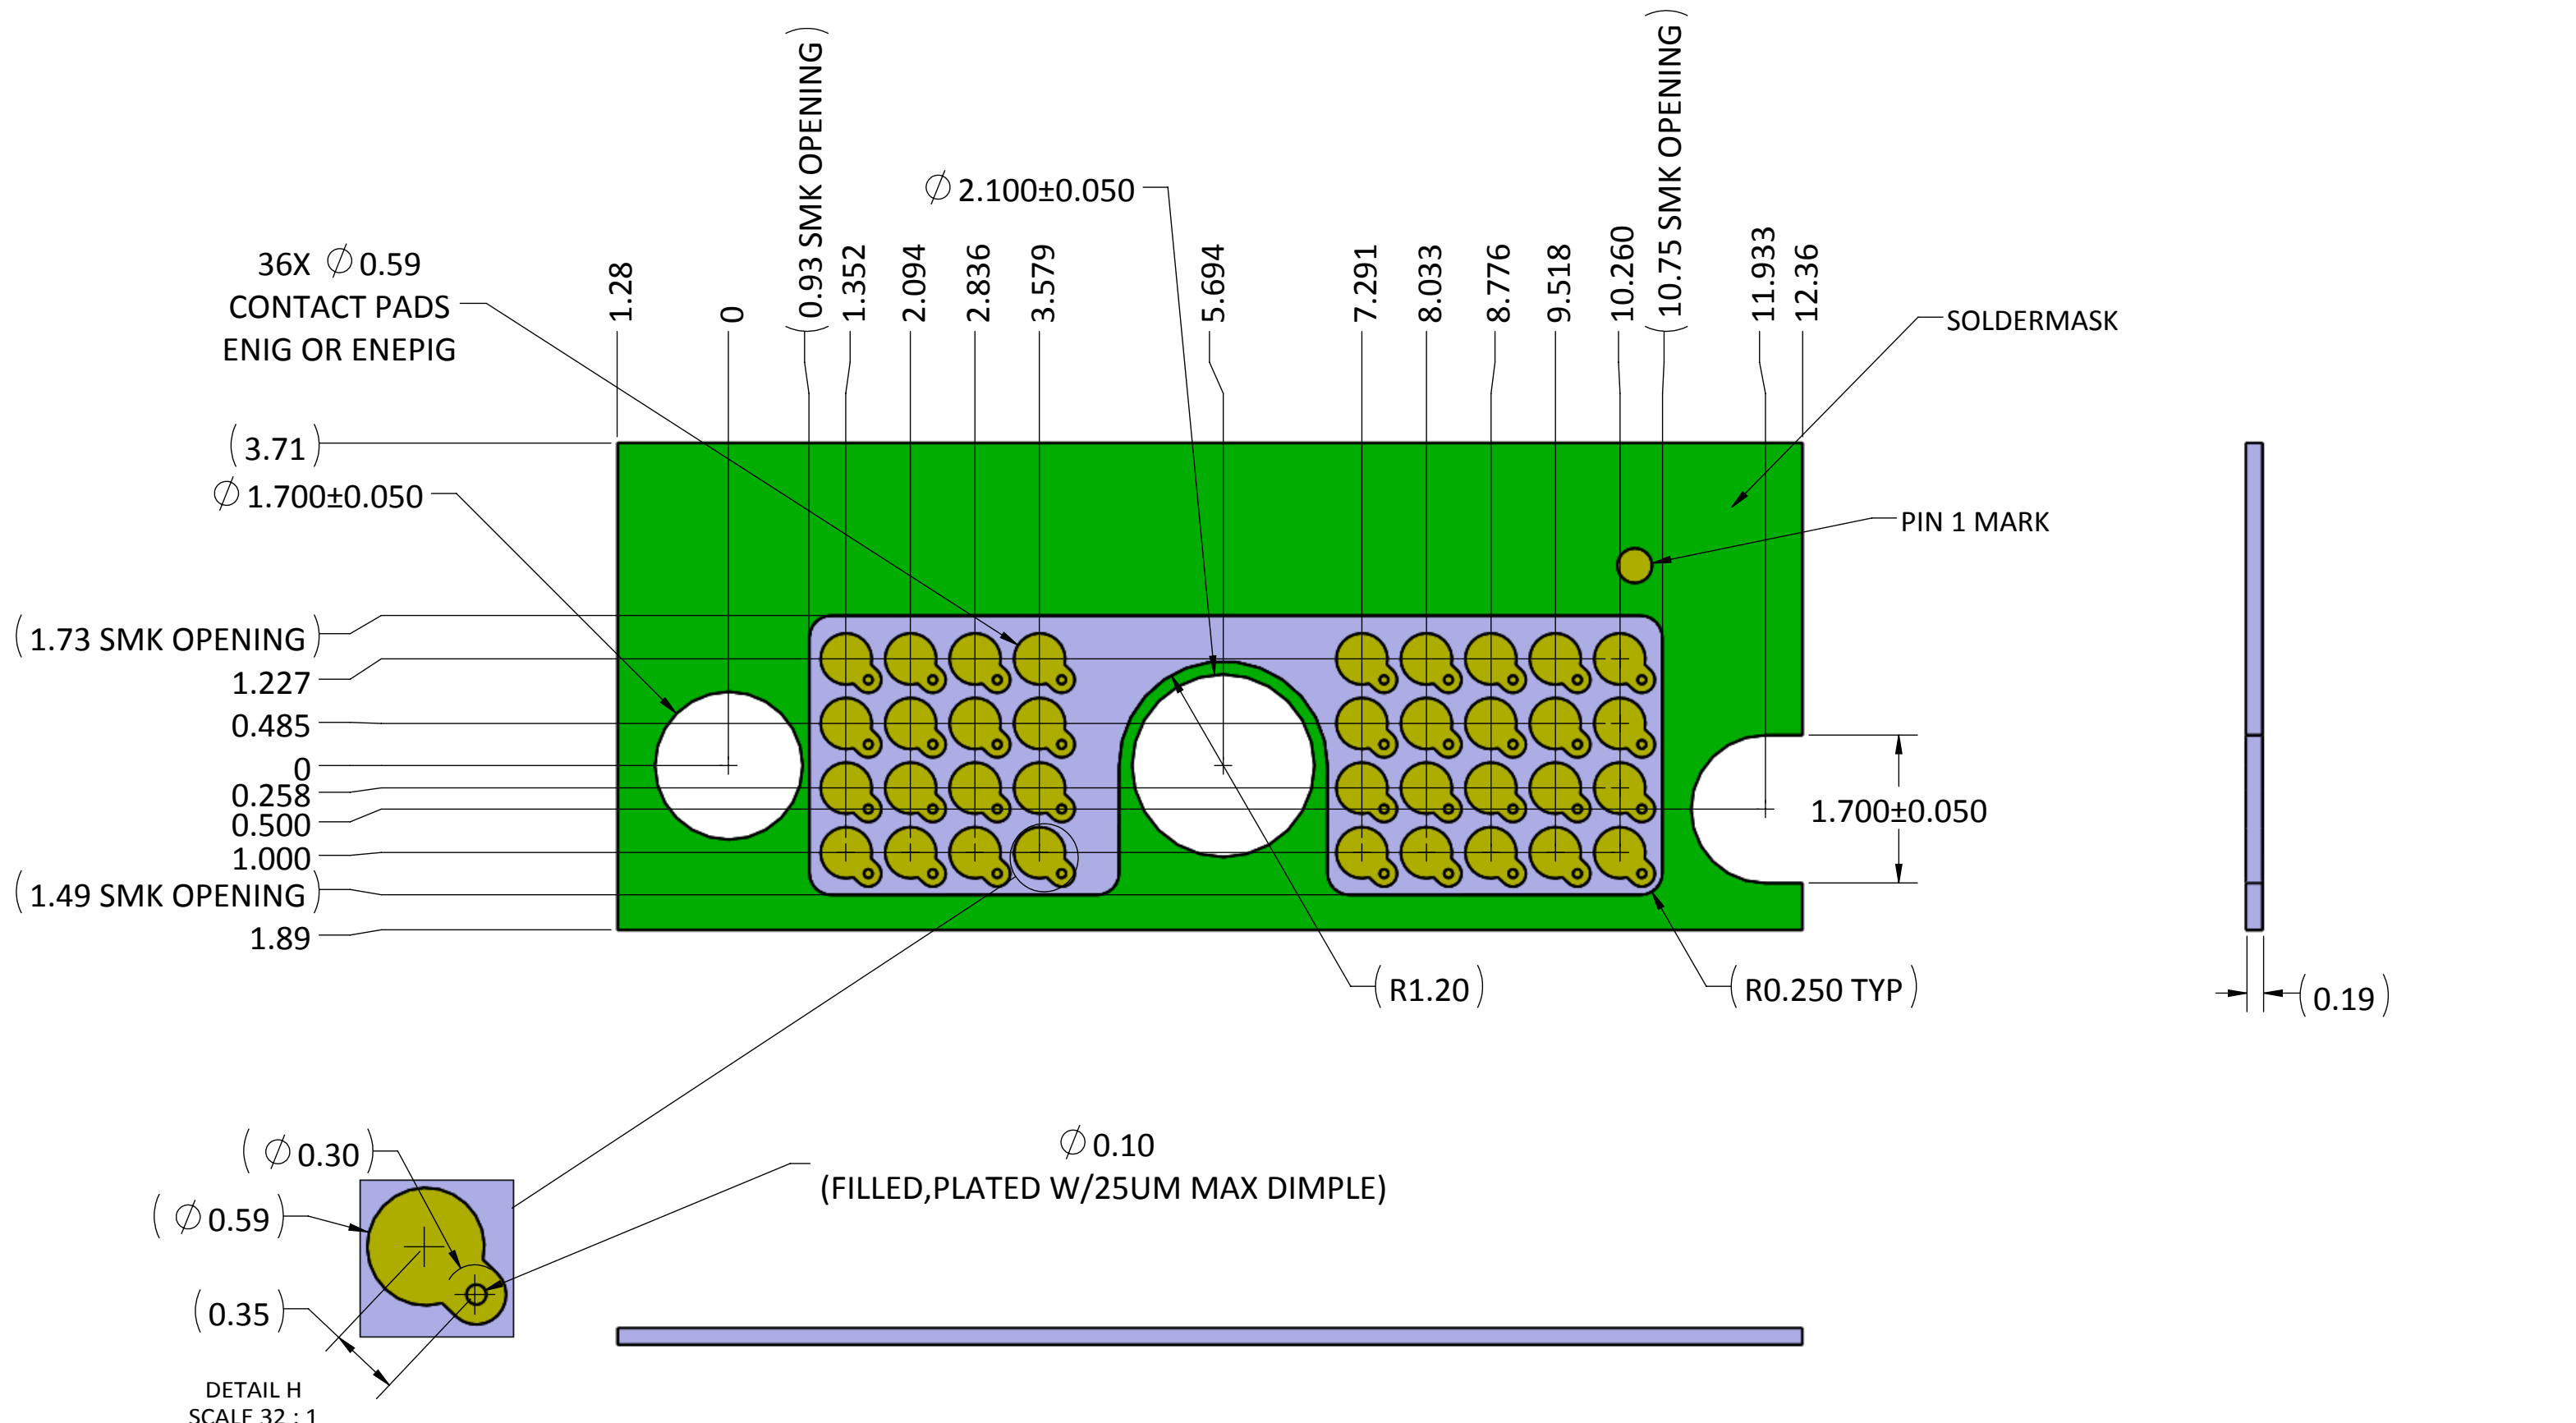 (0.93 SMK OPENING)
(10.75 SMK OPENING)
⌀2.100±0.050
36X ⌀0.59
CONTACT PADS
ENIG OR ENEPIG
1.28
0
1.352
2.094
2.836
3.579
5.694
7.291
8.033
8.776
9.518
10.260
11.933
12.36
SOLDERMASK
(3.71)
⌀1.700±0.050
PIN 1 MARK
(1.73 SMK OPENING)
1.227
0.485
0
0.258
0.500
1.000
(1.49 SMK OPENING)
1.89
1.700±0.050
(R1.20)
(R0.250 TYP)
(0.19)
(⌀0.30)
(⌀0.59)
(0.35)
⌀0.10
(FILLED,PLATED W/25UM MAX DIMPLE)
DETAIL H
SCALE 32 : 1